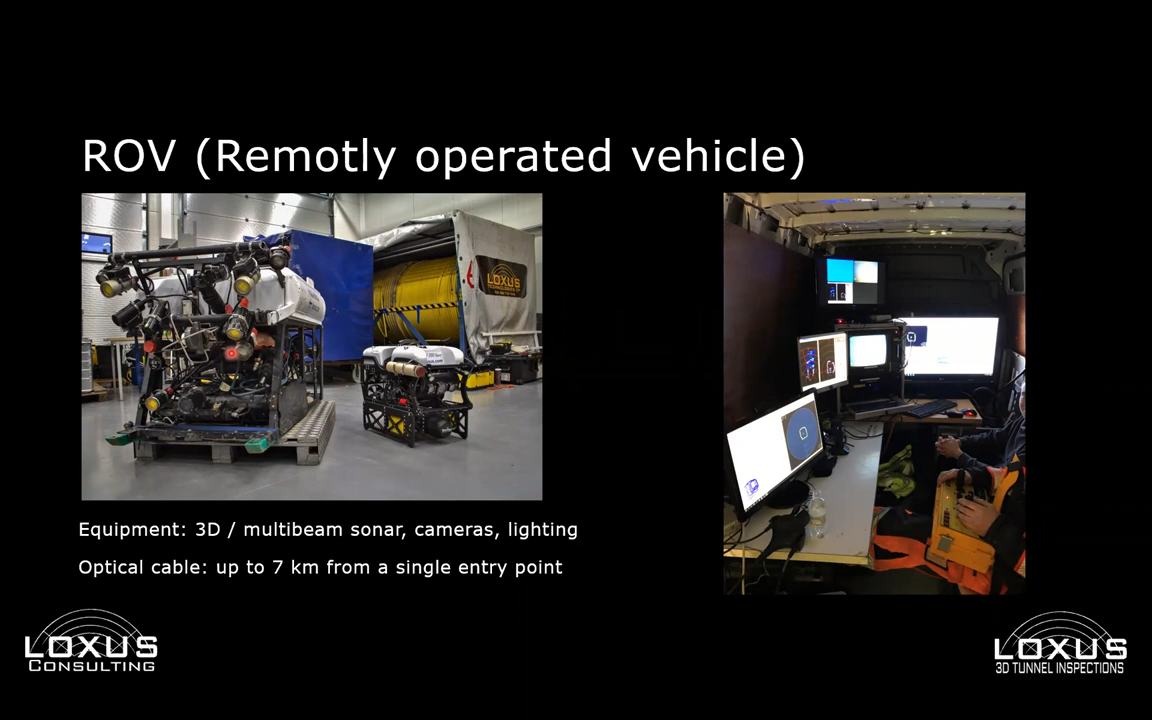 ROV (Remotly operated vehicle)
LOXUS
Equipment: 3D / multibeam sonar, cameras, lighting
Optical cable: up to 7 km from a single entry point
LOXUS
CONSULTING
LOXUS
3D TUNNEL INSPECTIONS